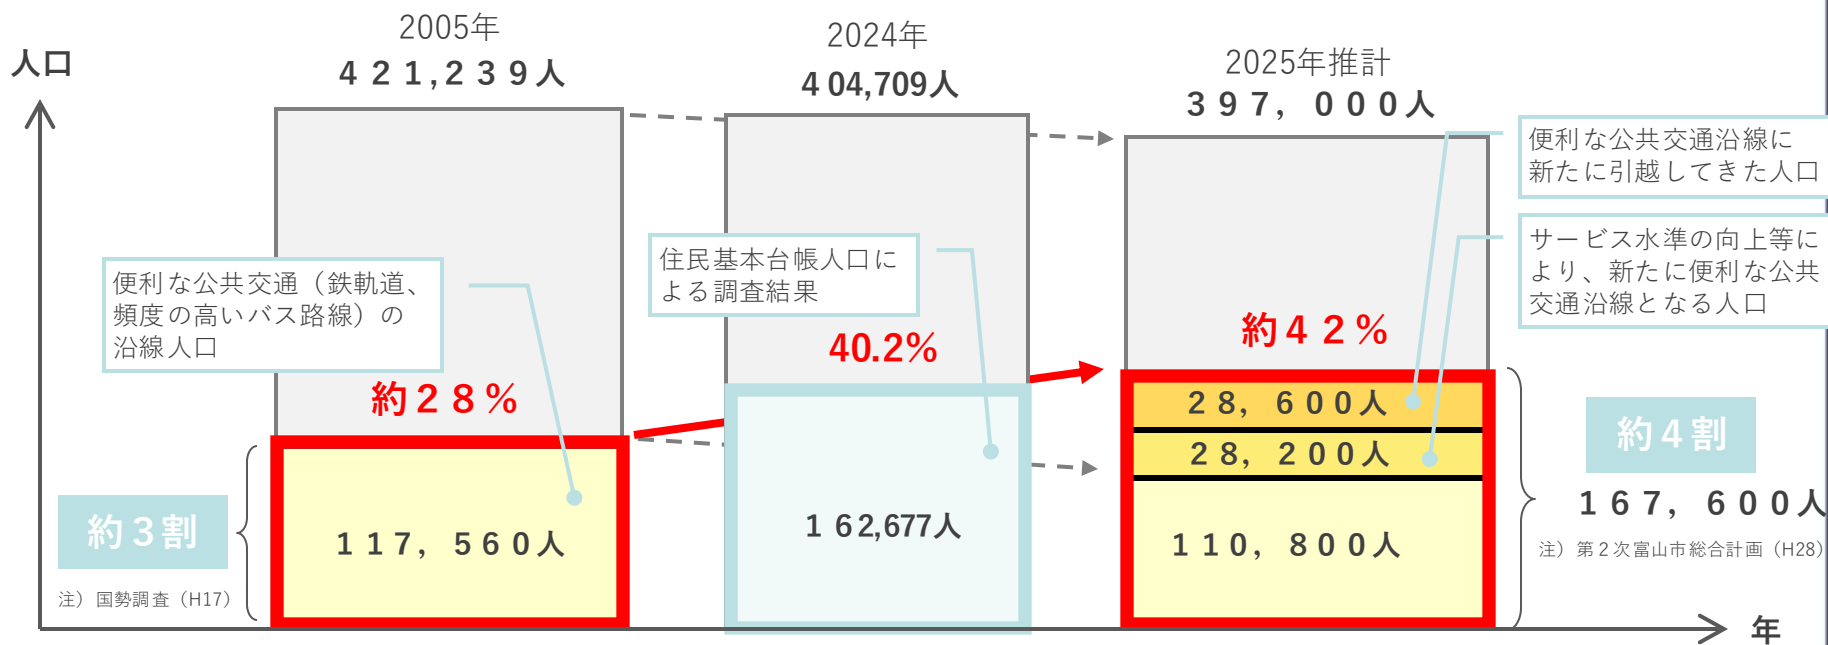 人口
2005年
４２１,２３９人
便利な公共交通（鉄軌道、
頻度の高いバス路線）の
沿線人口
約２８％
１１７，５６０人
約３割
注）国勢調査（H17）
2024年
４04,709人
住民基本台帳人口に
よる調査結果
40.2%
１６2,677人
2025年推計
３９７，０００人
約４２％
２８，６００人
２８，２００人
１１０，８００人
便利な公共交通沿線に
新たに引越してきた人口
サービス水準の向上等に
より、新たに便利な公共
交通沿線となる人口
約４割
１６７，６００人
注）第２次富山市総合計画（H28）
年